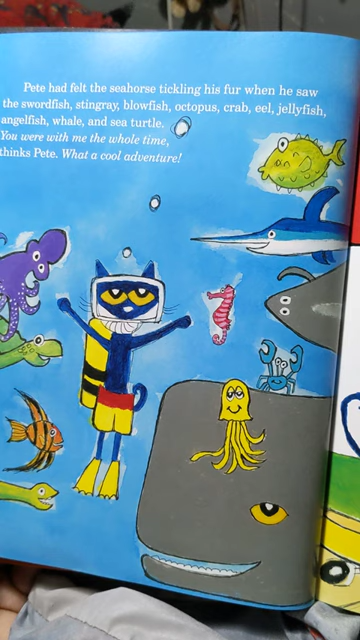 Pete had felt the seahorse tickling his fur when he saw
the swordfish, stingray, blowfish, octopus, crab, eel, jellyfish,
angelfish, whale, and sea turtle.
You were with me the whole time,
thinks Pete. What a cool adventure!